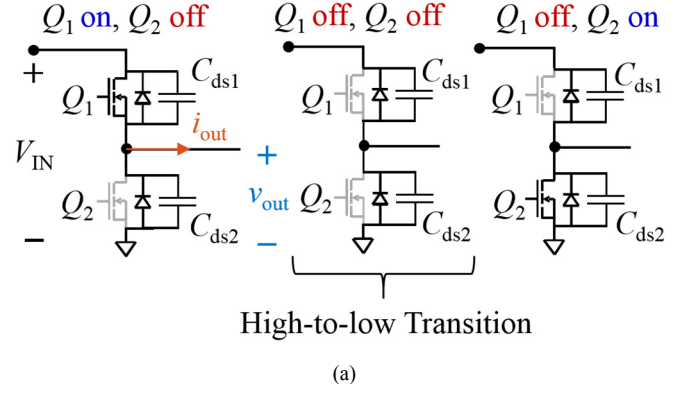 Q1 on, Q2 off
Q1 off, Q2 off
Q1 off, Q2 on
+
Q1
Cds1
iout
VIN
Q2
Cds2
−
+
vout
−
Q1
Cds1
Q2
Cds2
Q1
Cds1
Q2
Cds2
High-to-low Transition
(a)